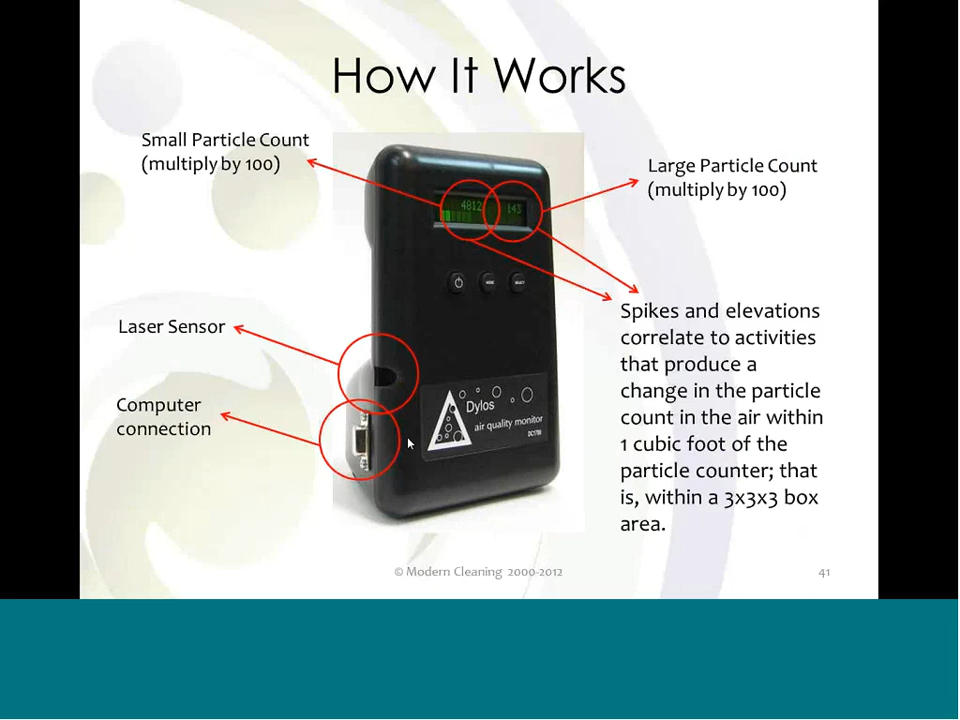 How It Works
Small Particle Count
(multiply by 100)
Large Particle Count
(multiply by 100)
4812
143
MODE
SELECT
Spikes and elevations
correlate to activities
that produce a
change in the particle
count in the air within
1 cubic foot of the
particle counter; that
is, within a 3x3x3 box
area.
Laser Sensor
Computer
connection
Dylos
air quality monitor
DC1700
© Modern Cleaning 2000-2012
41